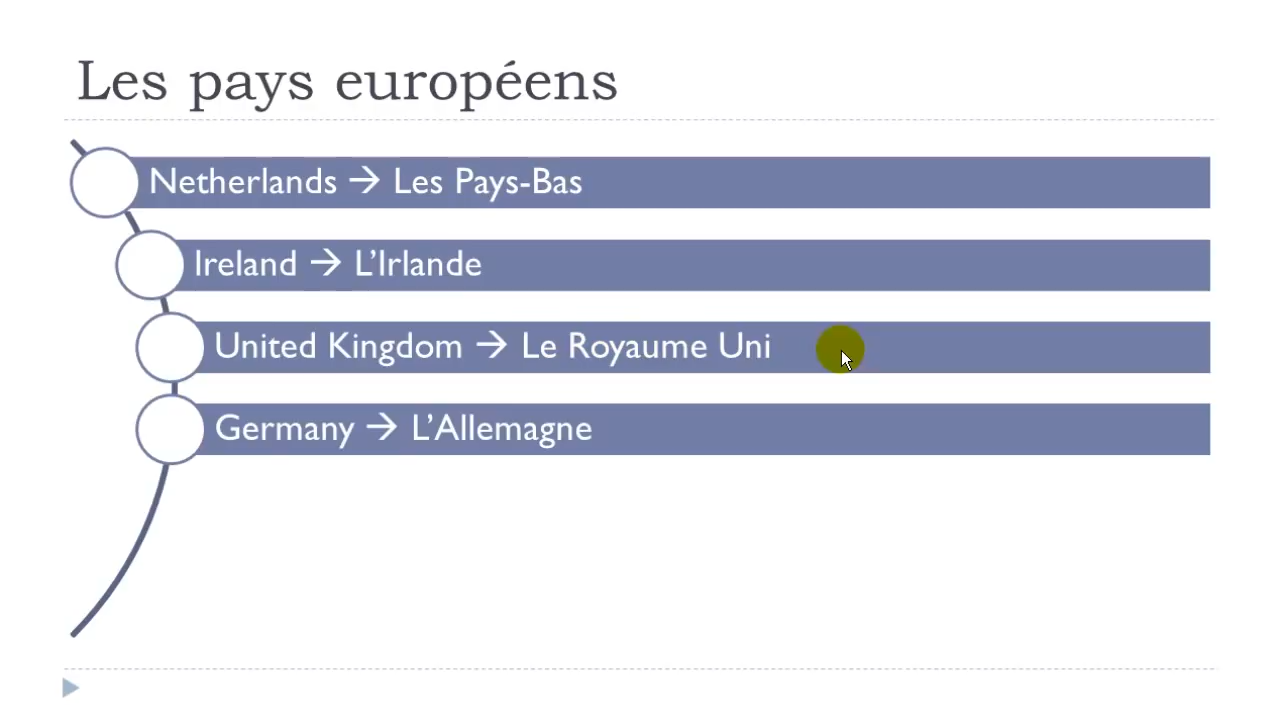 Les pays européens
Netherlands → Les Pays-Bas
Ireland → L’Irlande
United Kingdom → Le Royaume Uni
Germany → L’Allemagne